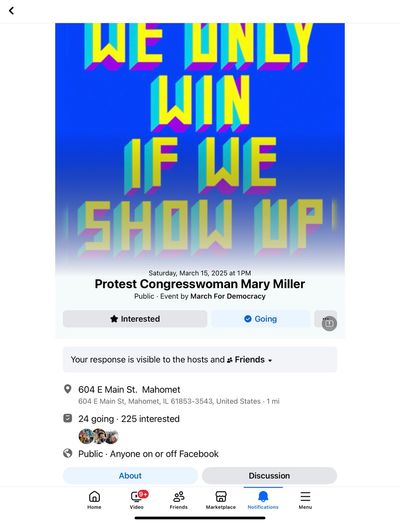 WE ONLY
WIN
IF WE
SHOW UP
Saturday, March 15, 2025 at 1 PM
Protest Congresswoman Mary Miller
Public · Event by March For Democracy
Interested
Going
Your response is visible to the hosts and Friends
604 E Main St. Mahomet
604 E Main St, Mahomet, IL 61853-3543, United States · 1 mi
24 going · 225 interested
Public · Anyone on or off Facebook
About
Discussion
9+
Home
Video
Friends
Marketplace
Notifications
Menu